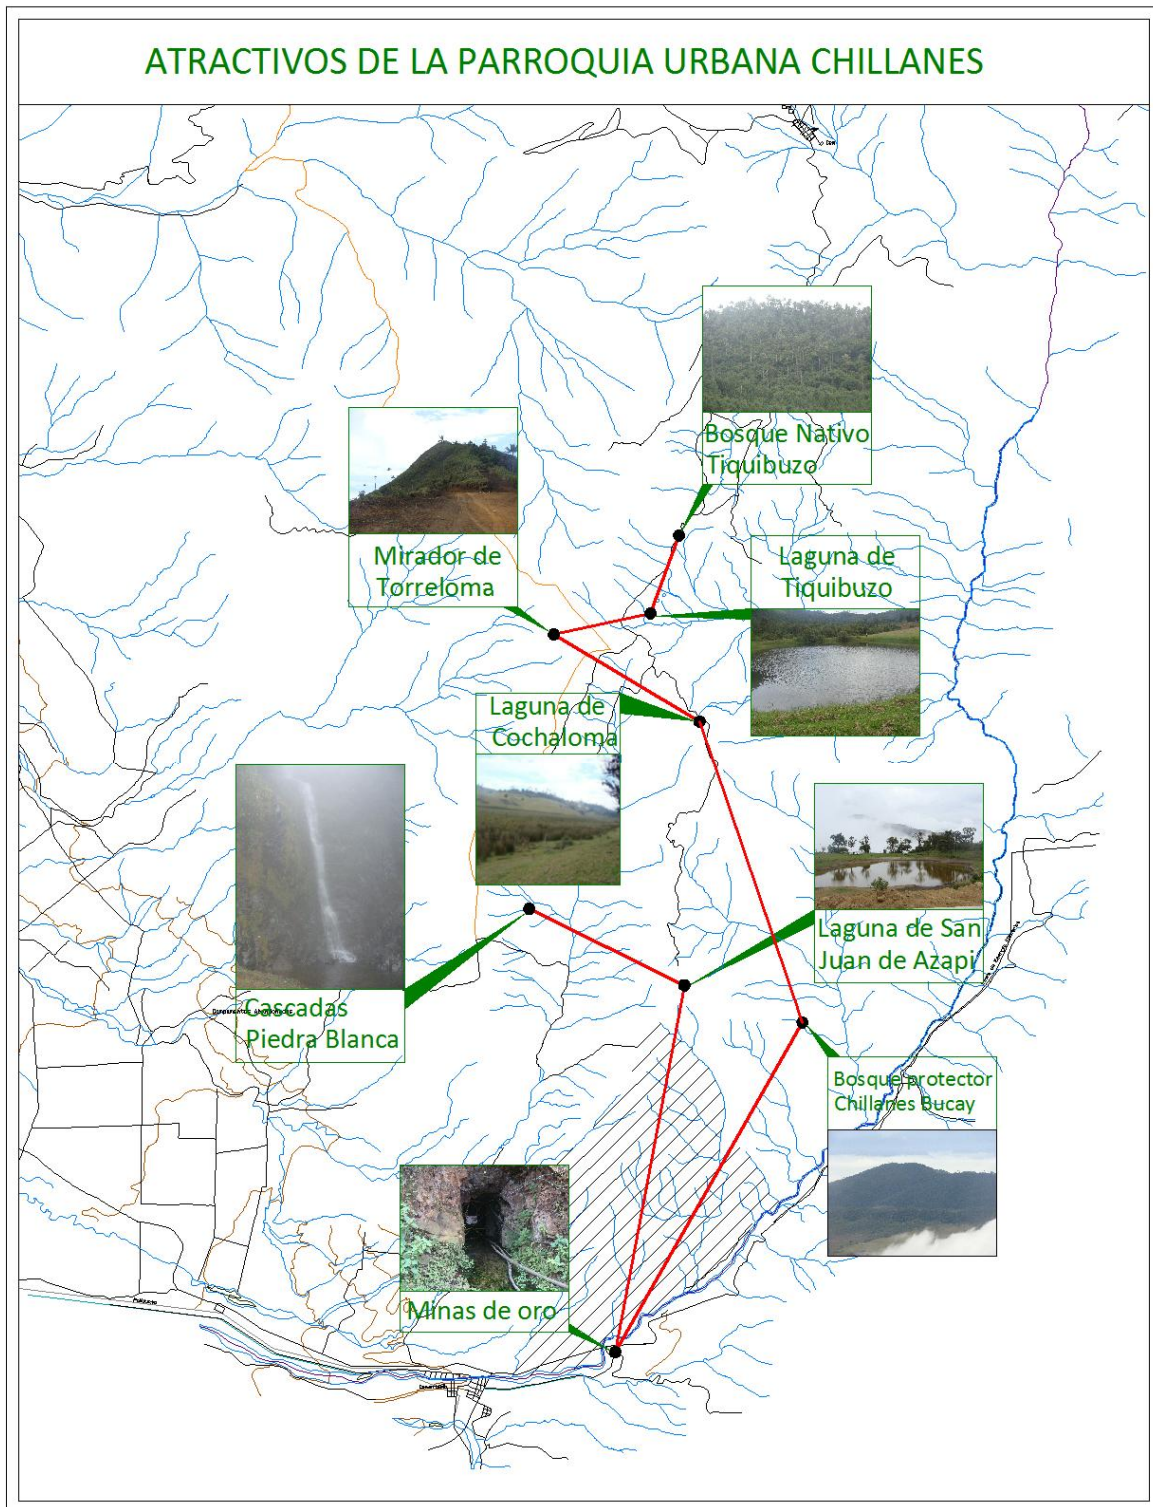 ATRACTIVOS DE LA PARROQUIA URBANA CHILLANES
Bosque Nativo
Tiquibuzo
Mirador de
Torreloma
Laguna de
Tiquibuzo
Laguna de
Cochaloma
Laguna de San
Juan de Azapi
Cascadas
Piedra Blanca
Bosque protector
Chillanes Bucay
Minas de oro